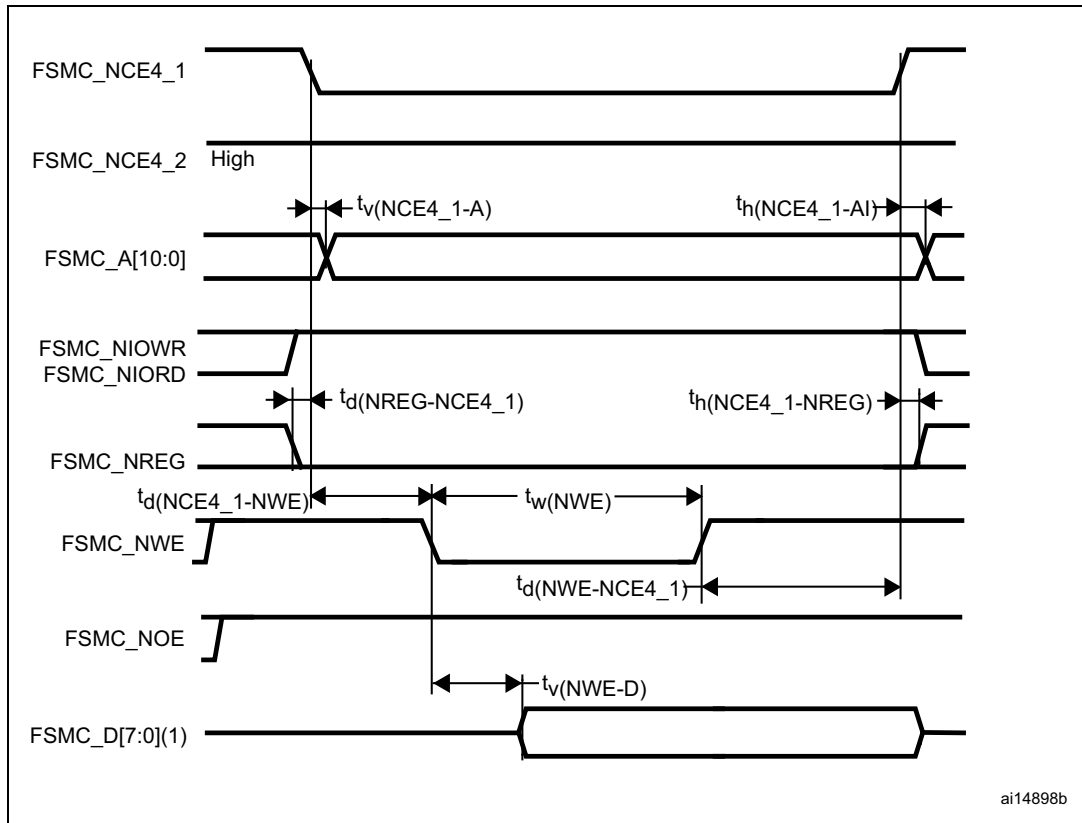 FSMC_NCE4_1
FSMC_NCE4_2 High
tv(NCE4_1-A)
th(NCE4_1-AI)
FSMC_A[10:0]
FSMC_NIOWR
FSMC_NIORD
td(NREG-NCE4_1)
th(NCE4_1-NREG)
FSMC_NREG
td(NCE4_1-NWE)
tw(NWE)
FSMC_NWE
td(NWE-NCE4_1)
FSMC_NOE
tv(NWE-D)
FSMC_D[7:0](1)
ai14898b